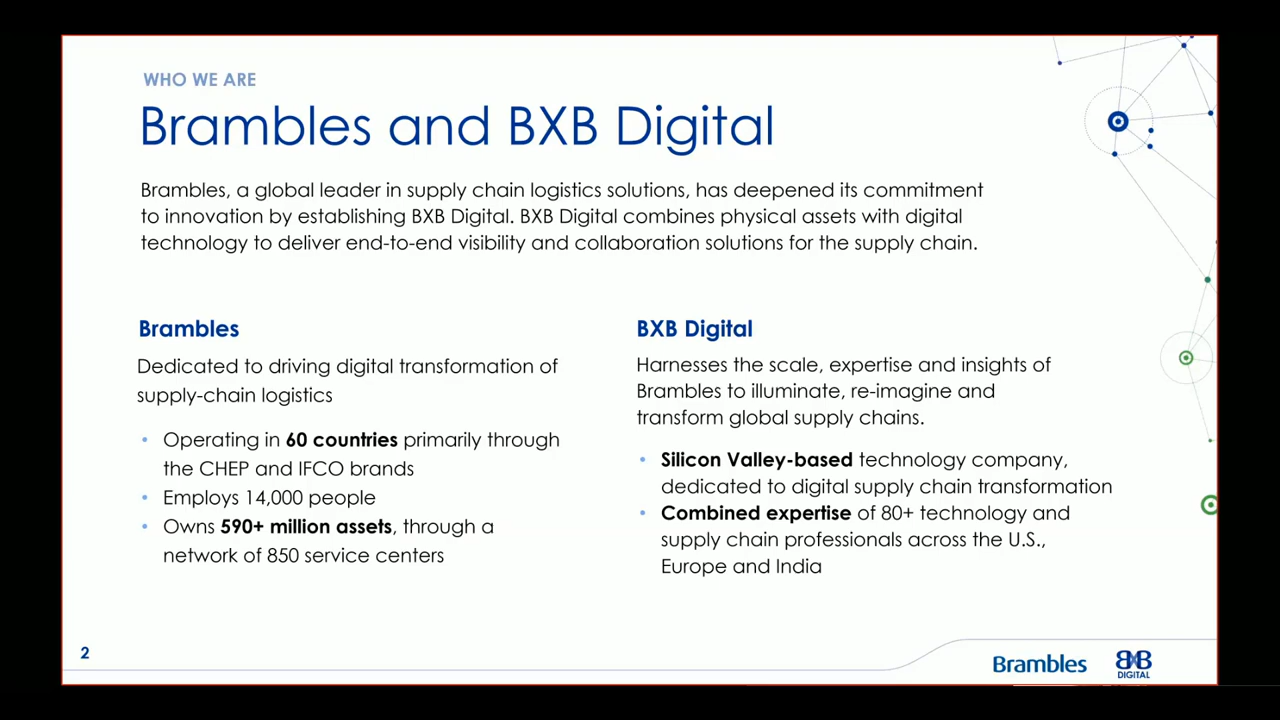 WHO WE ARE
Brambles and BXB Digital
Brambles, a global leader in supply chain logistics solutions, has deepened its commitment
to innovation by establishing BXB Digital. BXB Digital combines physical assets with digital
technology to deliver end-to-end visibility and collaboration solutions for the supply chain.
Brambles
Dedicated to driving digital transformation of
supply-chain logistics
• Operating in 60 countries primarily through
the CHEP and IFCO brands
• Employs 14,000 people
• Owns 590+ million assets, through a
network of 850 service centers
BXB Digital
Harnesses the scale, expertise and insights of
Brambles to illuminate, re-imagine and
transform global supply chains.
• Silicon Valley-based technology company,
dedicated to digital supply chain transformation
• Combined expertise of 80+ technology and
supply chain professionals across the U.S.,
Europe and India
2
Brambles
BXB
DIGITAL